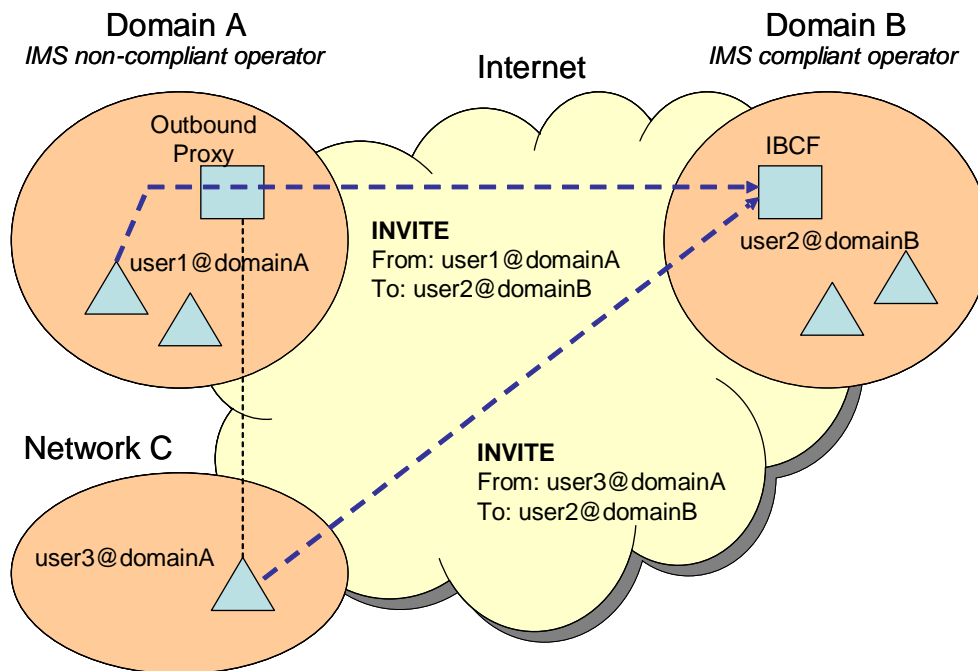 Domain A
IMS non-compliant operator
Domain B
IMS compliant operator
Internet
Outbound
Proxy
IBCF
user1@domainA
INVITE
From: user1@domainA
To: user2@domainB
user2@domainB
Network C
INVITE
From: user3@domainA
To: user2@domainB
user3@domainA